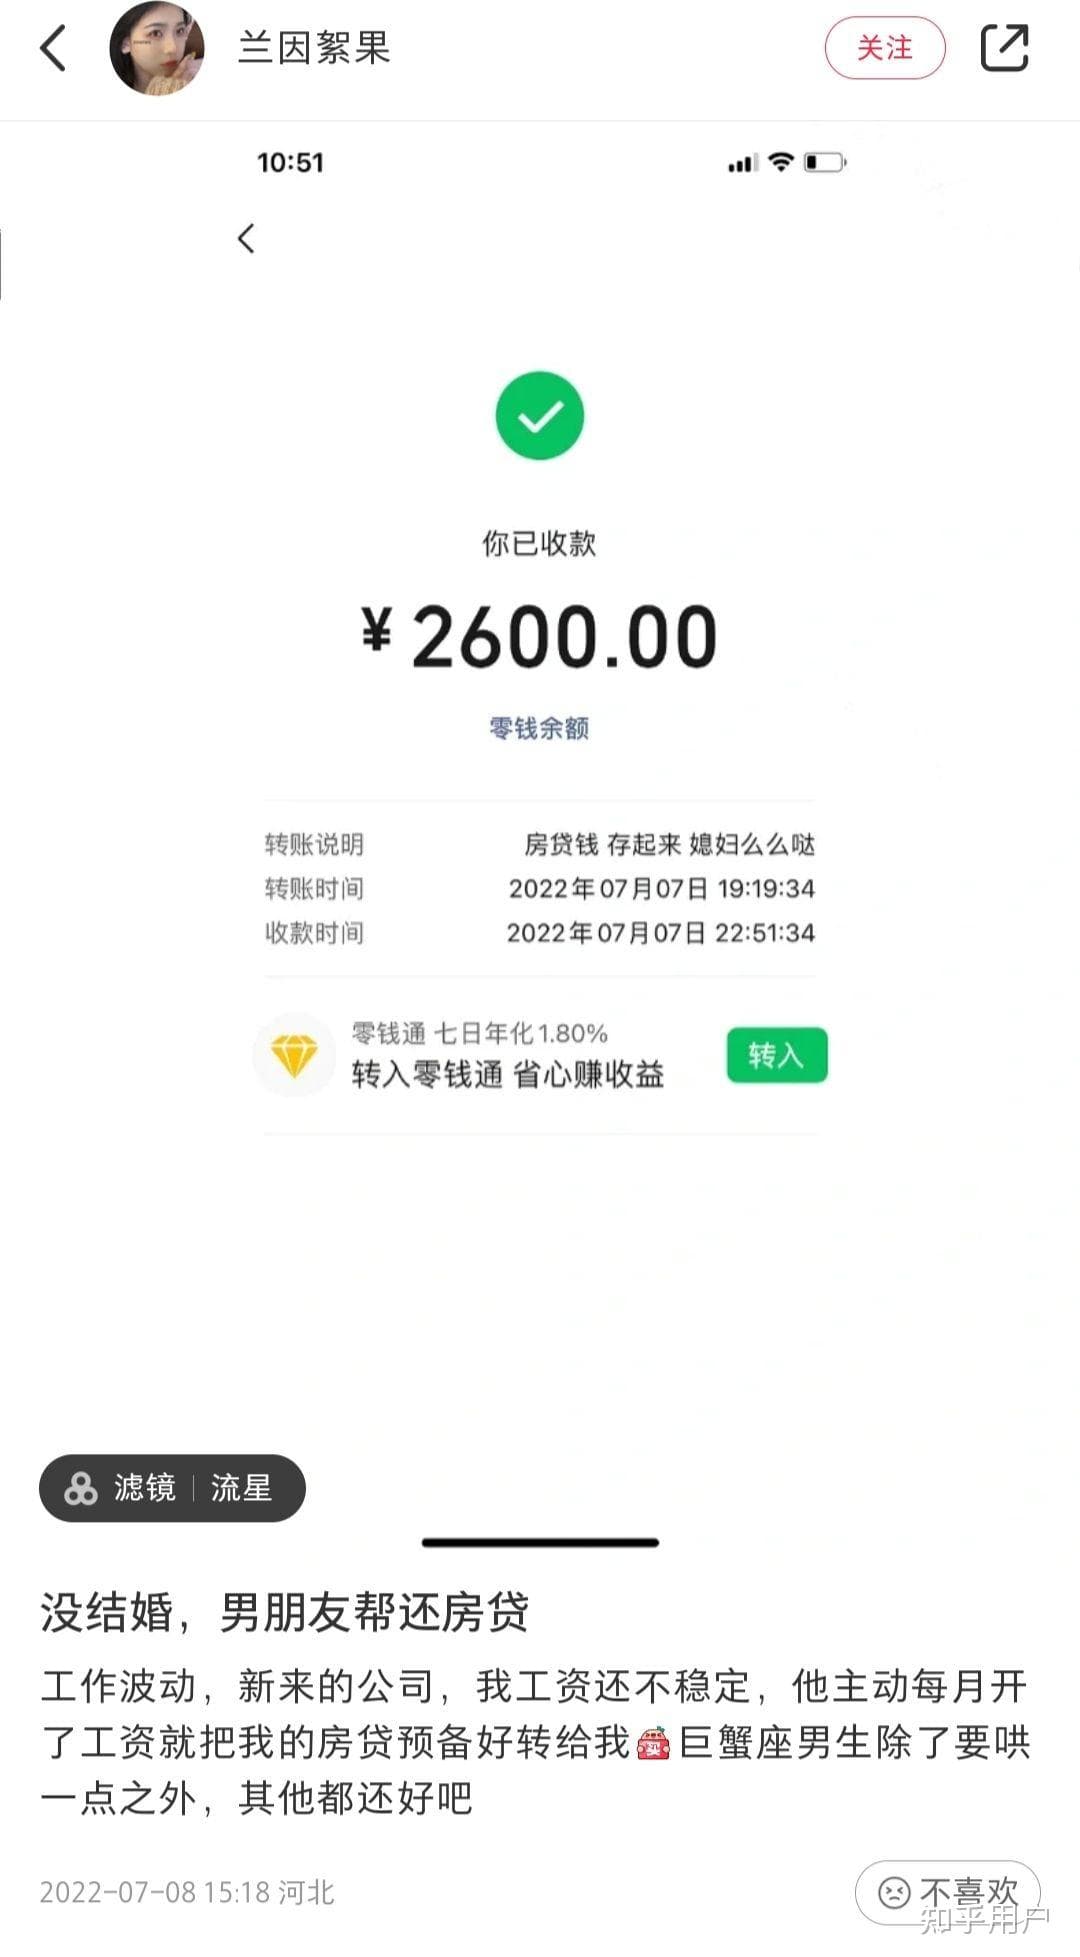 兰因絮果
关注
10:51
你已收款
¥2600.00
零钱余额
转账说明 房贷钱 存起来 媳妇么么哒
转账时间 2022年07月07日 19:19:34
收款时间 2022年07月07日 22:51:34
零钱通 七日年化1.80%
转入零钱通 省心赚收益
转入
滤镜 | 流星
没结婚，男朋友帮还房贷
工作波动，新来的公司，我工资还不稳定，他主动每月开
了工资就把我的房贷预备好转给我巨蟹座男生除了要哄
一点之外，其他都还好吧
2022-07-08 15:18 河北
不喜欢
知乎用户